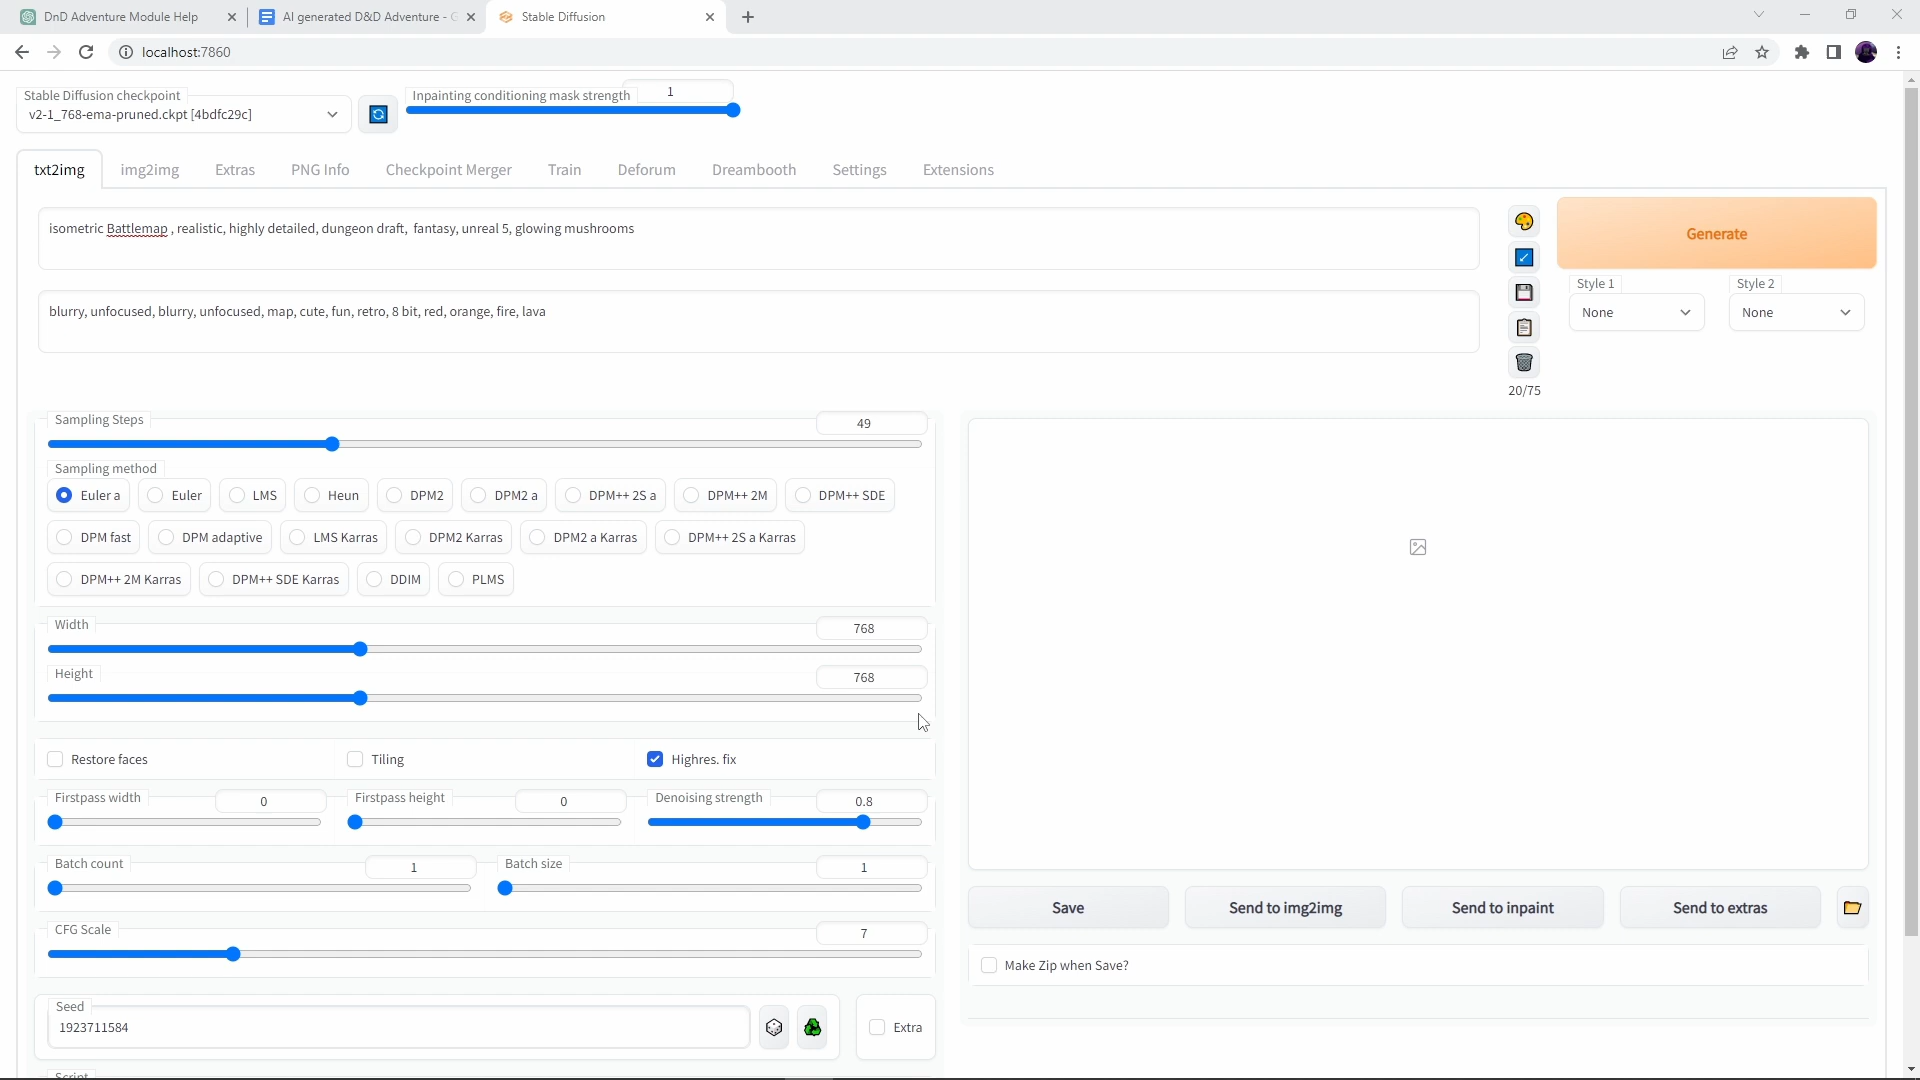 DnD Adventure Module Help
AI generated D&D Adventure - G
Stable Diffusion
localhost:7860
Stable Diffusion checkpoint
v2-1_768-ema-pruned.ckpt [4bdfc29c]
Inpainting conditioning mask strength
1
txt2img
img2img
Extras
PNG Info
Checkpoint Merger
Train
Deforum
Dreambooth
Settings
Extensions
isometric Battlemap , realistic, highly detailed, dungeon draft,  fantasy, unreal 5, glowing mushrooms
blurry, unfocused, blurry, unfocused, map, cute, fun, retro, 8 bit, red, orange, fire, lava
20/75
Generate
Style 1
None
Style 2
None
Sampling Steps
49
Sampling method
Euler a
Euler
LMS
Heun
DPM2
DPM2 a
DPM++ 2S a
DPM++ 2M
DPM++ SDE
DPM fast
DPM adaptive
LMS Karras
DPM2 Karras
DPM2 a Karras
DPM++ 2S a Karras
DPM++ 2M Karras
DPM++ SDE Karras
DDIM
PLMS
Width
768
Height
768
Restore faces
Tiling
Highres. fix
Firstpass width
0
Firstpass height
0
Denoising strength
0.8
Batch count
1
Batch size
1
CFG Scale
7
Seed
1923711584
Extra
Script
Save
Send to img2img
Send to inpaint
Send to extras
Make Zip when Save?